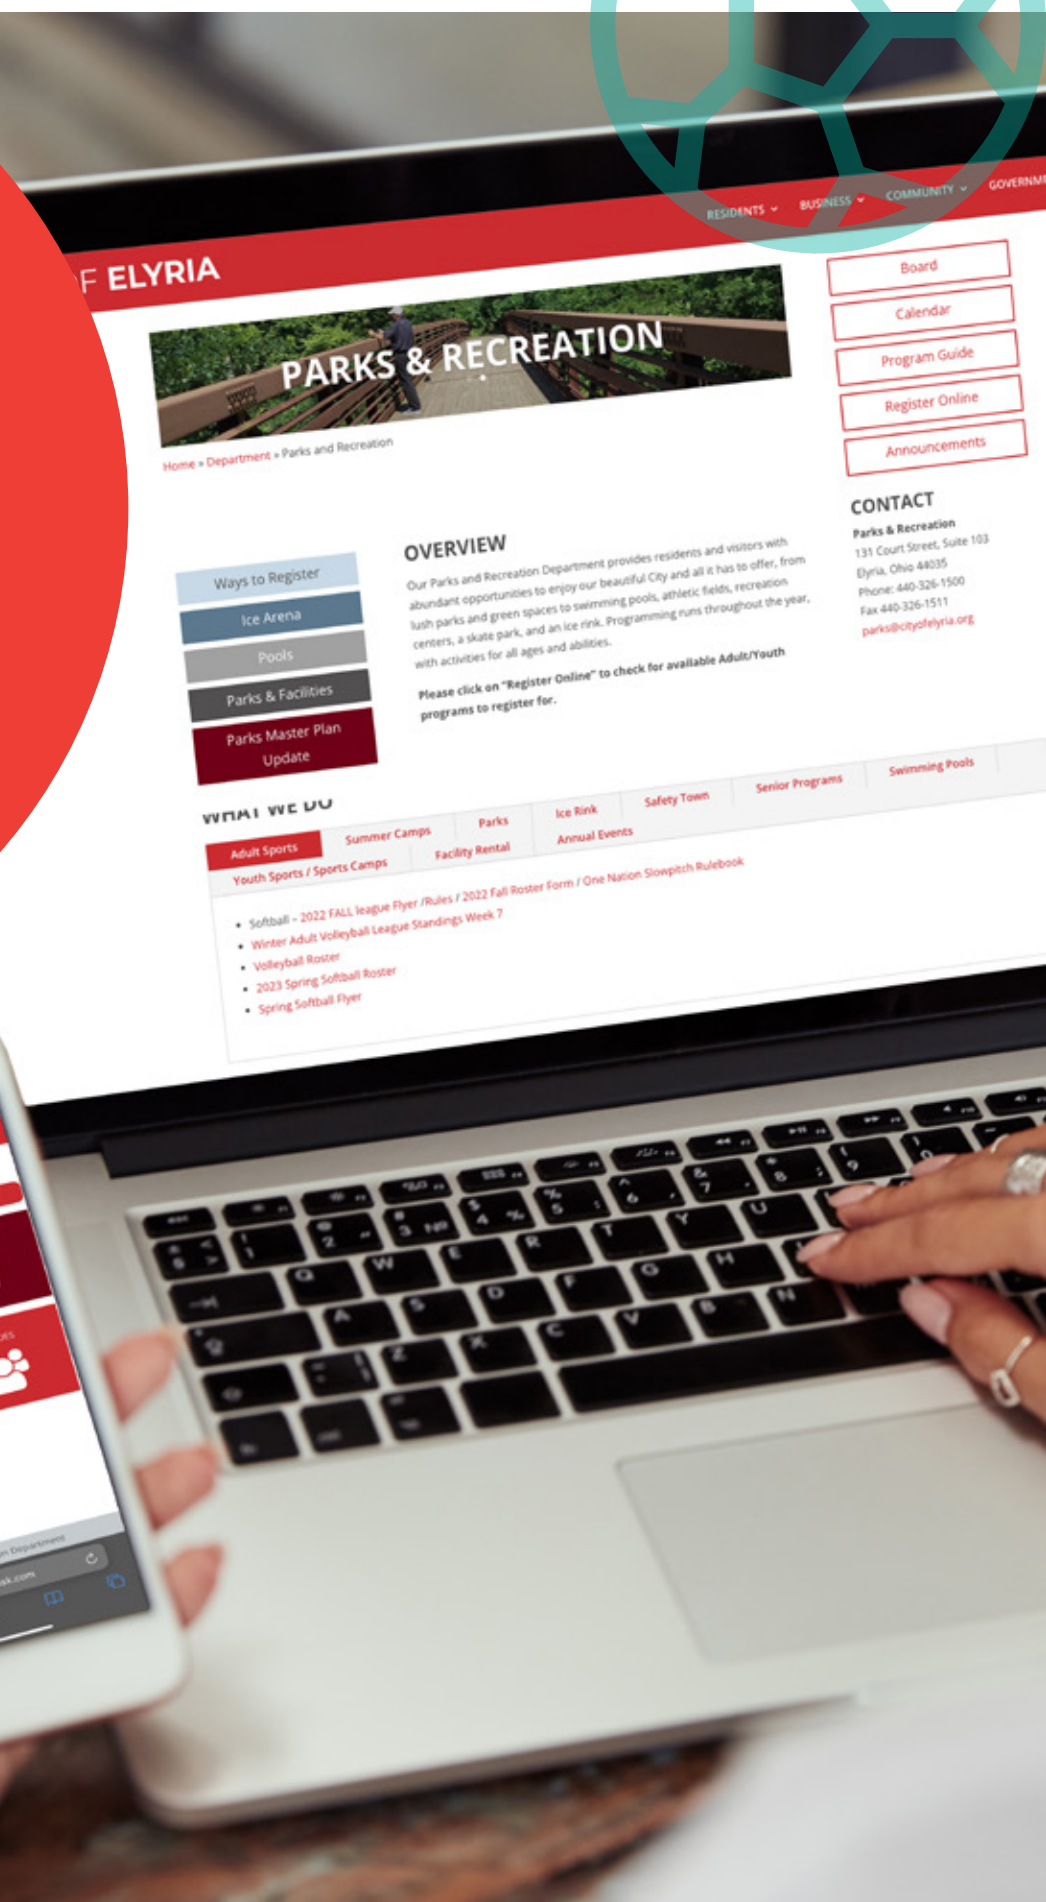 RESIDENTS BUSINESS COMMUNITY
OF ELYRIA
PARKS & RECREATION
Home » Department » Parks and Recreation
Board
Calendar
Program Guide
Register Online
Announcements
CONTACT
Parks & Recreation
131 Court Street, Suite 103
Elyria, Ohio 44035
Phone: 440-326-1500
Fax 440-326-1511
parks@cityofelyria.org
Ways to Register
Ice Arena
Pools
Parks & Facilities
Parks Master Plan
Update
OVERVIEW
Our Parks and Recreation Department provides residents and visitors with
abundant opportunities to enjoy our beautiful City and all it has to offer, from
lush parks and green spaces to swimming pools, athletic fields, recreation
centers, a skate park, and an ice rink. Programming runs throughout the year,
with activities for all ages and abilities.
Please click on "Register Online" to check for available Adult/Youth
programs to register for.
WHAT WE DO
Adult Sports Summer Camps Parks Ice Rink Safety Town Senior Programs Swimming Pools
Youth Sports / Sports Camps Facility Rental Annual Events
• Softball – 2022 FALL league Flyer /Rules / 2022 Fall Roster Form / One Nation Slowpitch Rulebook
• Winter Adult Volleyball League Standings Week 7
• Volleyball Roster
• 2023 Spring Softball Roster
• Spring Softball Flyer
Q W E R T Y U
A S D F G H
Z X C V B N